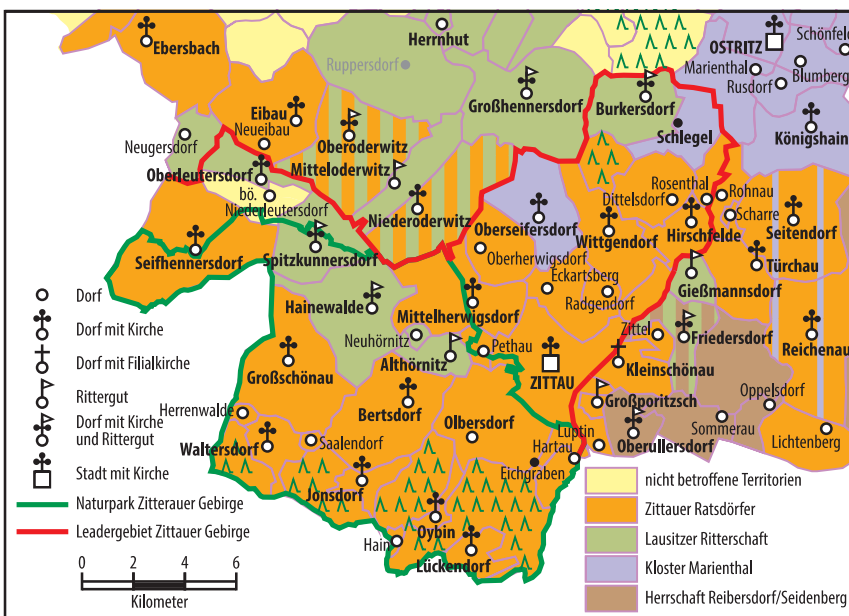 Ebersbach
Herrnhut
OSTRITZ
Schönfeld
Ruppersdorf
Marienthal
Blumberg
Rusdorf
Großhennersdorf
Burkersdorf
Eibau
Neueibau
Oberoderwitz
Schlegel
Königshain
Neugersdorf
Oberleutersdorf
Mitteloderwitz
bö.
Niederleutersdorf
Niederoderwitz
Rosenthal
Rohnau
Dittelsdorf
Scharre
Oberseifersdorf
Wittgendorf
Hirschfelde
Seitendorf
Seifhennersdorf
Spitzkunnersdorf
Oberherwigsdorf
Türchau
Eckartsberg
Gießmannsdorf
Radgendorf
Hainewalde
Mittelherwigsdorf
Neuhörnitz
Zittel
Friedersdorf
Reichenau
Pethau
Althörnitz
Großschönau
ZITTAU
Kleinschönau
Bertsdorf
Großporitzsch
Oppelsdorf
Herrenwalde
Olbersdorf
Sommerau
Waltersdorf
Saalendorf
Luptin
Oberullersdorf
Lichtenberg
Hartau
Jonsdorf
Eichgraben
Oybin
Hain
Lückendorf
Dorf
Dorf mit Kirche
Dorf mit Filialkirche
Rittergut
Dorf mit Kirche
und Rittergut
Stadt mit Kirche
Naturpark Zitterauer Gebirge
Leadergebiet Zittauer Gebirge
0 2 4 6
Kilometer
nicht betroffene Territorien
Zittauer Ratsdörfer
Lausitzer Ritterschaft
Kloster Marienthal
Herrschaft Reibersdorf/Seidenberg